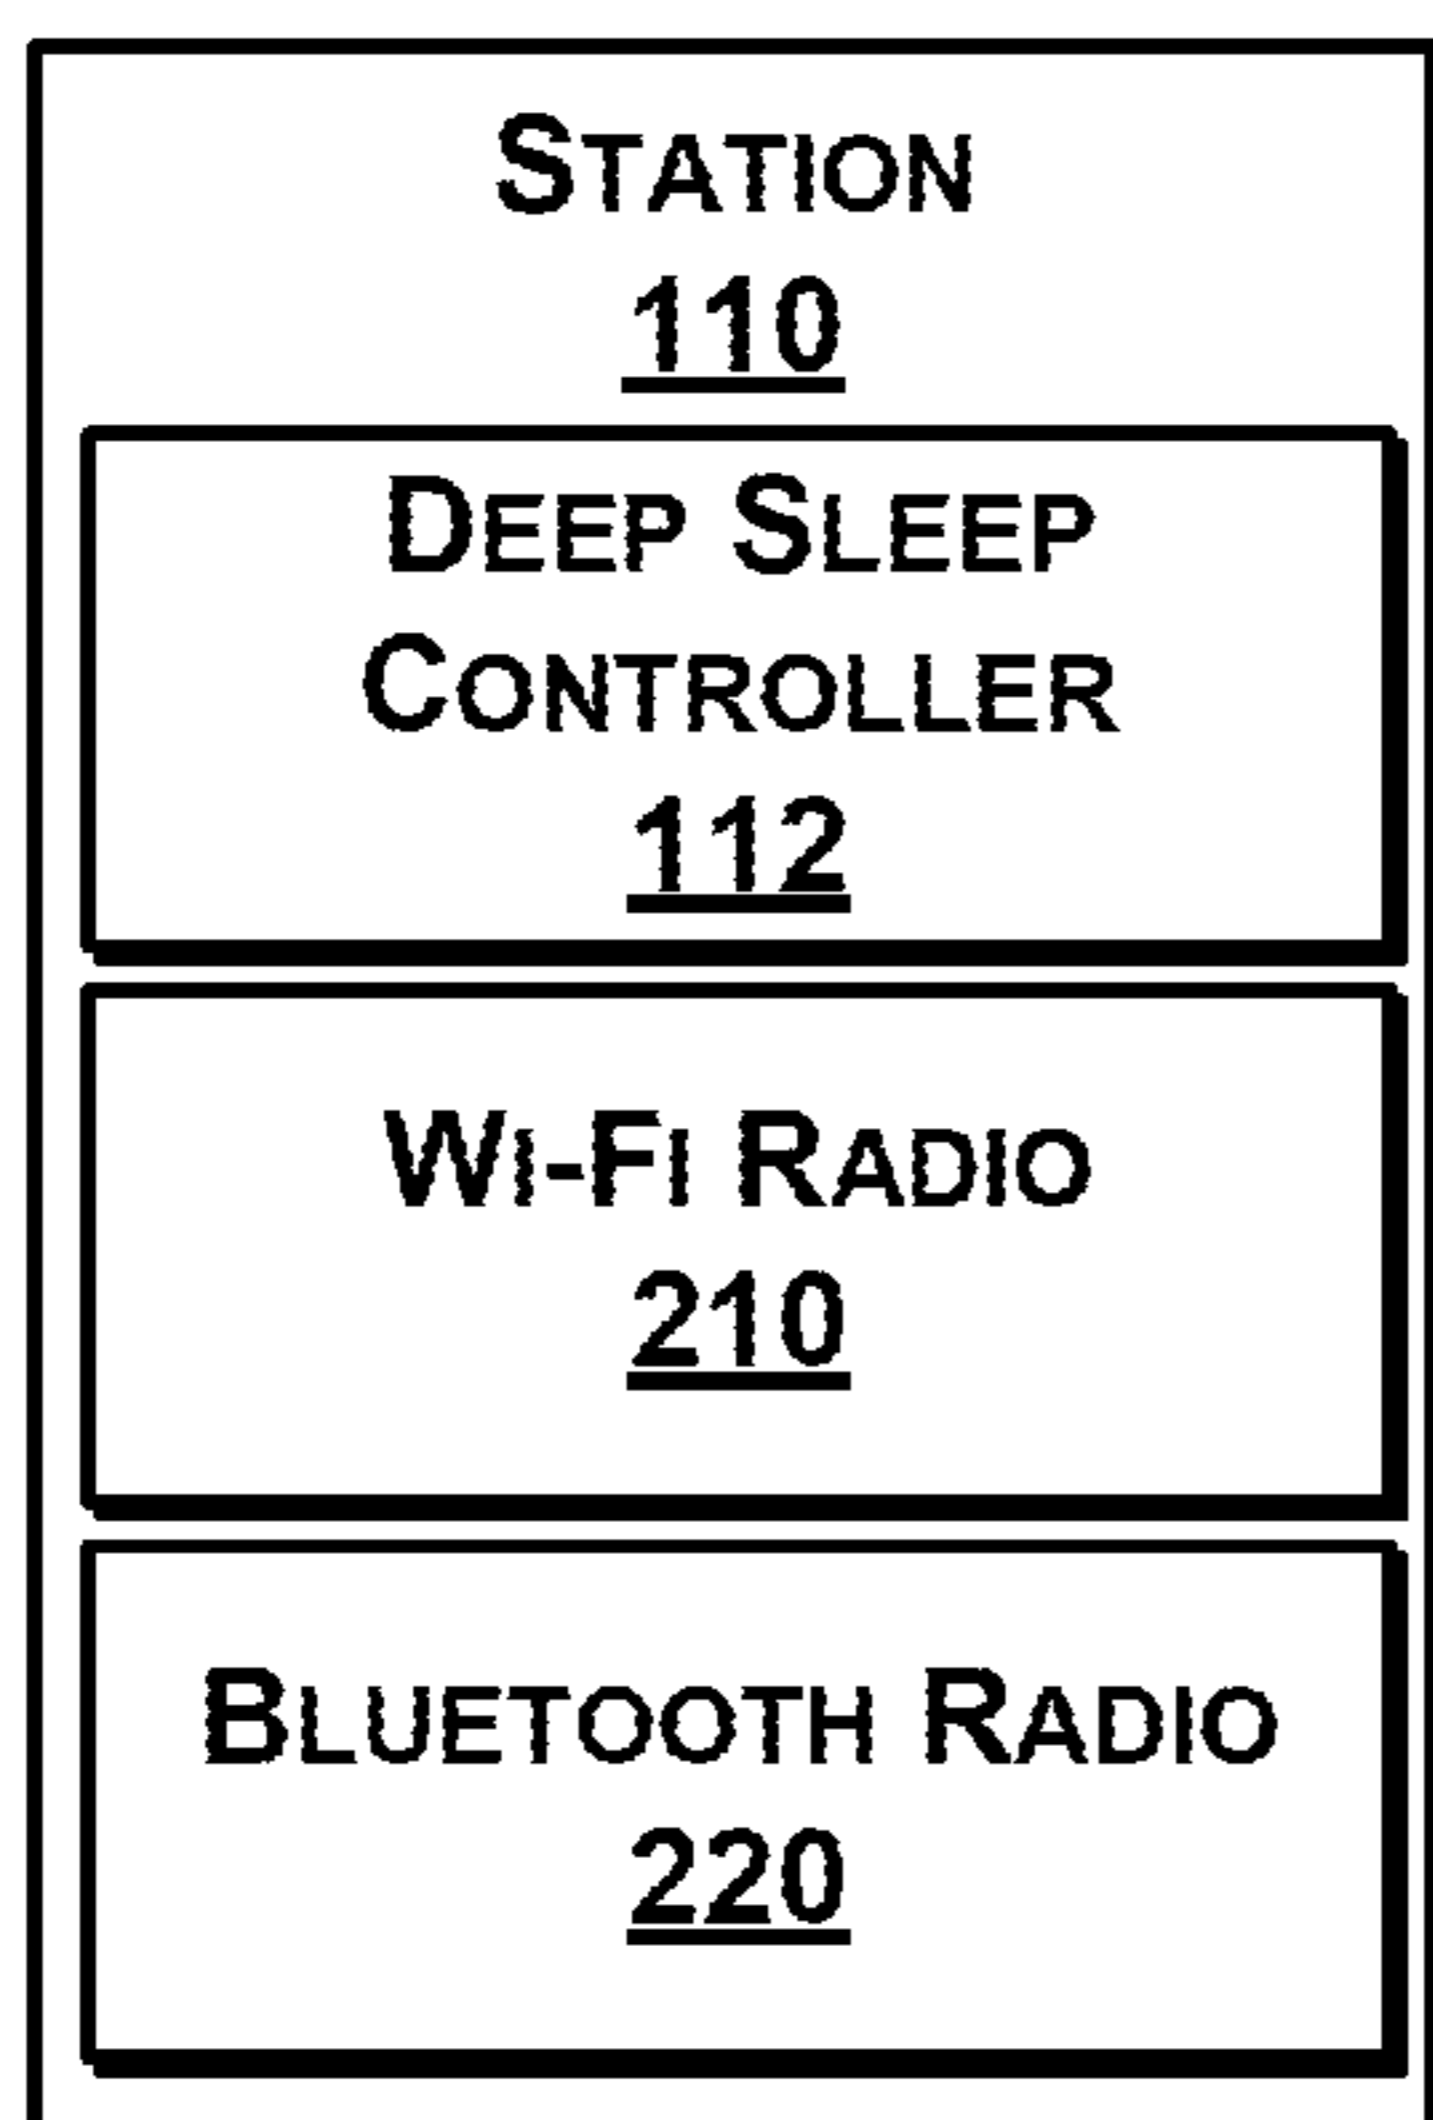 STATION
110
DEEP SLEEP
CONTROLLER
112
WI-FI RADIO
210
BLUETOOTH RADIO
220